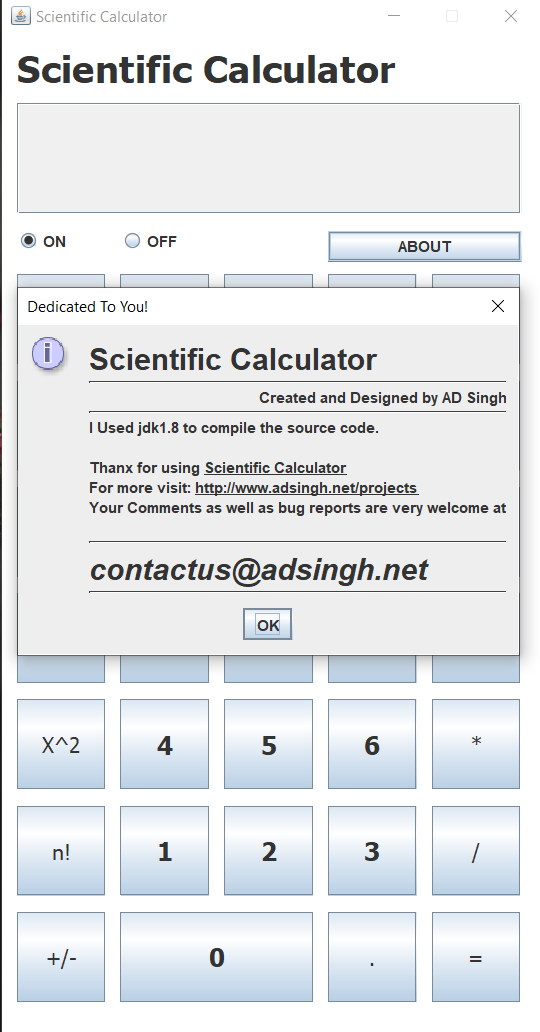 Scientific Calculator
Scientific Calculator
ON OFF ABOUT
Dedicated To You!
i
Scientific Calculator
Created and Designed by AD Singh
I Used jdk1.8 to compile the source code.
Thanx for using Scientific Calculator
For more visit: http://www.adsingh.net/projects
Your Comments as well as bug reports are very welcome at
contactus@adsingh.net
OK
X^2 4 5 6 *
n! 1 2 3 /
+/- 0 . =